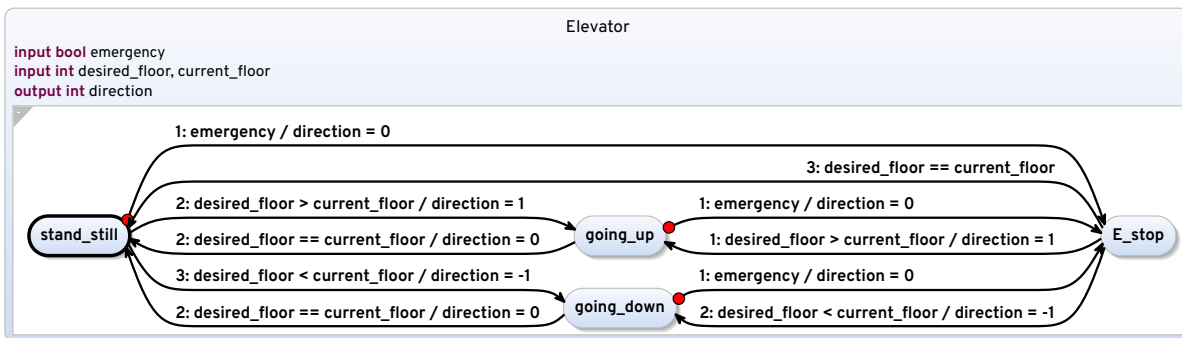 Elevator
input bool emergency
input int desired_floor, current_floor
output int direction
-
1: emergency / direction = 0
3: desired_floor == current_floor
2: desired_floor > current_floor / direction = 1
1: emergency / direction = 0
stand_still
going_up
E_stop
2: desired_floor == current_floor / direction = 0
1: desired_floor > current_floor / direction = 1
3: desired_floor < current_floor / direction = -1
1: emergency / direction = 0
going_down
2: desired_floor == current_floor / direction = 0
2: desired_floor < current_floor / direction = -1